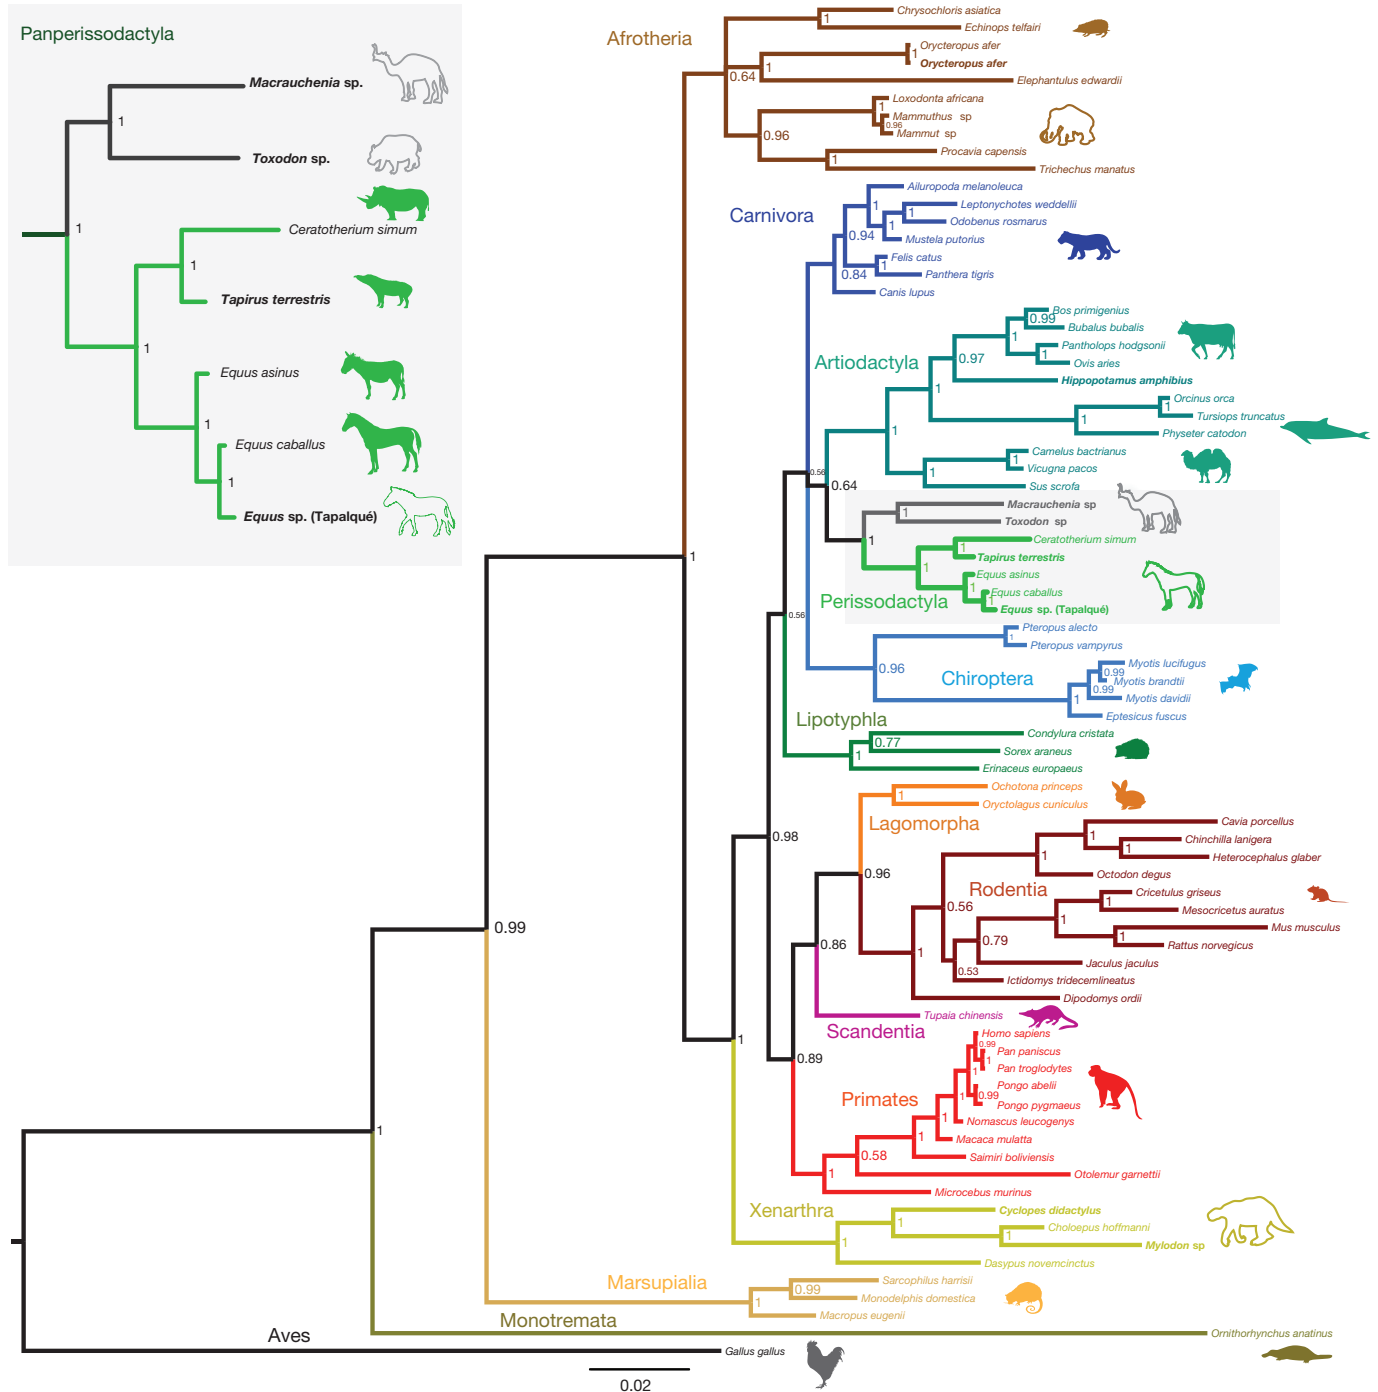 Panperissodactyla
Macrauchenia sp.
1
Toxodon sp.
1
Ceratotherium simum
1
Tapirus terrestris
1
Equus asinus
1
Equus caballus
1
Equus sp. (Tapalqué)
Afrotheria
Chrysochloris asiatica
1
Echinops telfairi
Orycteropus afer
1
Orycteropus afer
1
0.64
Elephantulus edwardii
Loxodonta africana
1
Mammuthus sp
0.96
Mammut sp
0.96
Procavia capensis
1
Trichechus manatus
Carnivora
Ailuropoda melanoleuca
1
Leptonychotes weddellii
1
Odobenus rosmarus
1
0.94
Mustela putorius
Felis catus
1
0.84
Panthera tigris
Canis lupus
Artiodactyla
Bos primigenius
0.99
Bubalus bubalis
1
Pantholops hodgsonii
1
0.97
Ovis aries
Hippopotamus amphibius
1
Orcinus orca
1
Tursiops truncatus
1
Physeter catodon
1
Camelus bactrianus
1
Vicugna pacos
1
0.56
0.64
Sus scrofa
Macrauchenia sp
1
Toxodon sp
1
Ceratotherium simum
1
Tapirus terrestris
1
Equus asinus
1
Equus caballus
1
Perissodactyla
Equus sp. (Tapalqué)
1
0.56
Pteropus alecto
1
Pteropus vampyrus
0.96
Chiroptera
Myotis lucifugus
0.99
Myotis brandtii
0.99
Myotis davidii
1
Eptesicus fuscus
Lipotyphla
Condylura cristata
0.77
Sorex araneus
1
Erinaceus europaeus
Ochotona princeps
1
Oryctolagus cuniculus
Lagomorpha
0.98
Cavia porcellus
1
Chinchilla lanigera
1
Heterocephalus glaber
1
0.96
Octodon degus
Rodentia
Cricetulus griseus
1
Mesocricetus auratus
0.56
1
Mus musculus
1
Rattus norvegicus
0.79
0.99
0.86
1
Jaculus jaculus
0.53
Ictidomys tridecemlineatus
Dipodomys ordii
Tupaia chinensis
Scandentia
1
Homo sapiens
0.99
Pan paniscus
1
Pan troglodytes
0.89
1
Pongo abelii
0.99
1
Primates
Pongo pygmaeus
1
Nomascus leucogenys
1
Macaca mulatta
1
0.58
Saimiri boliviensis
1
Otolemur garnettii
Microcebus murinus
Xenarthra
Cyclopes didactylus
1
Choloepus hoffmanni
1
Mylodon sp
1
Dasypus novemcinctus
Marsupialia
Sarcophilus harrisii
0.99
Monodelphis domestica
1
Macropus eugenii
Monotremata
Ornithorhynchus anatinus
Aves
Gallus gallus
0.02